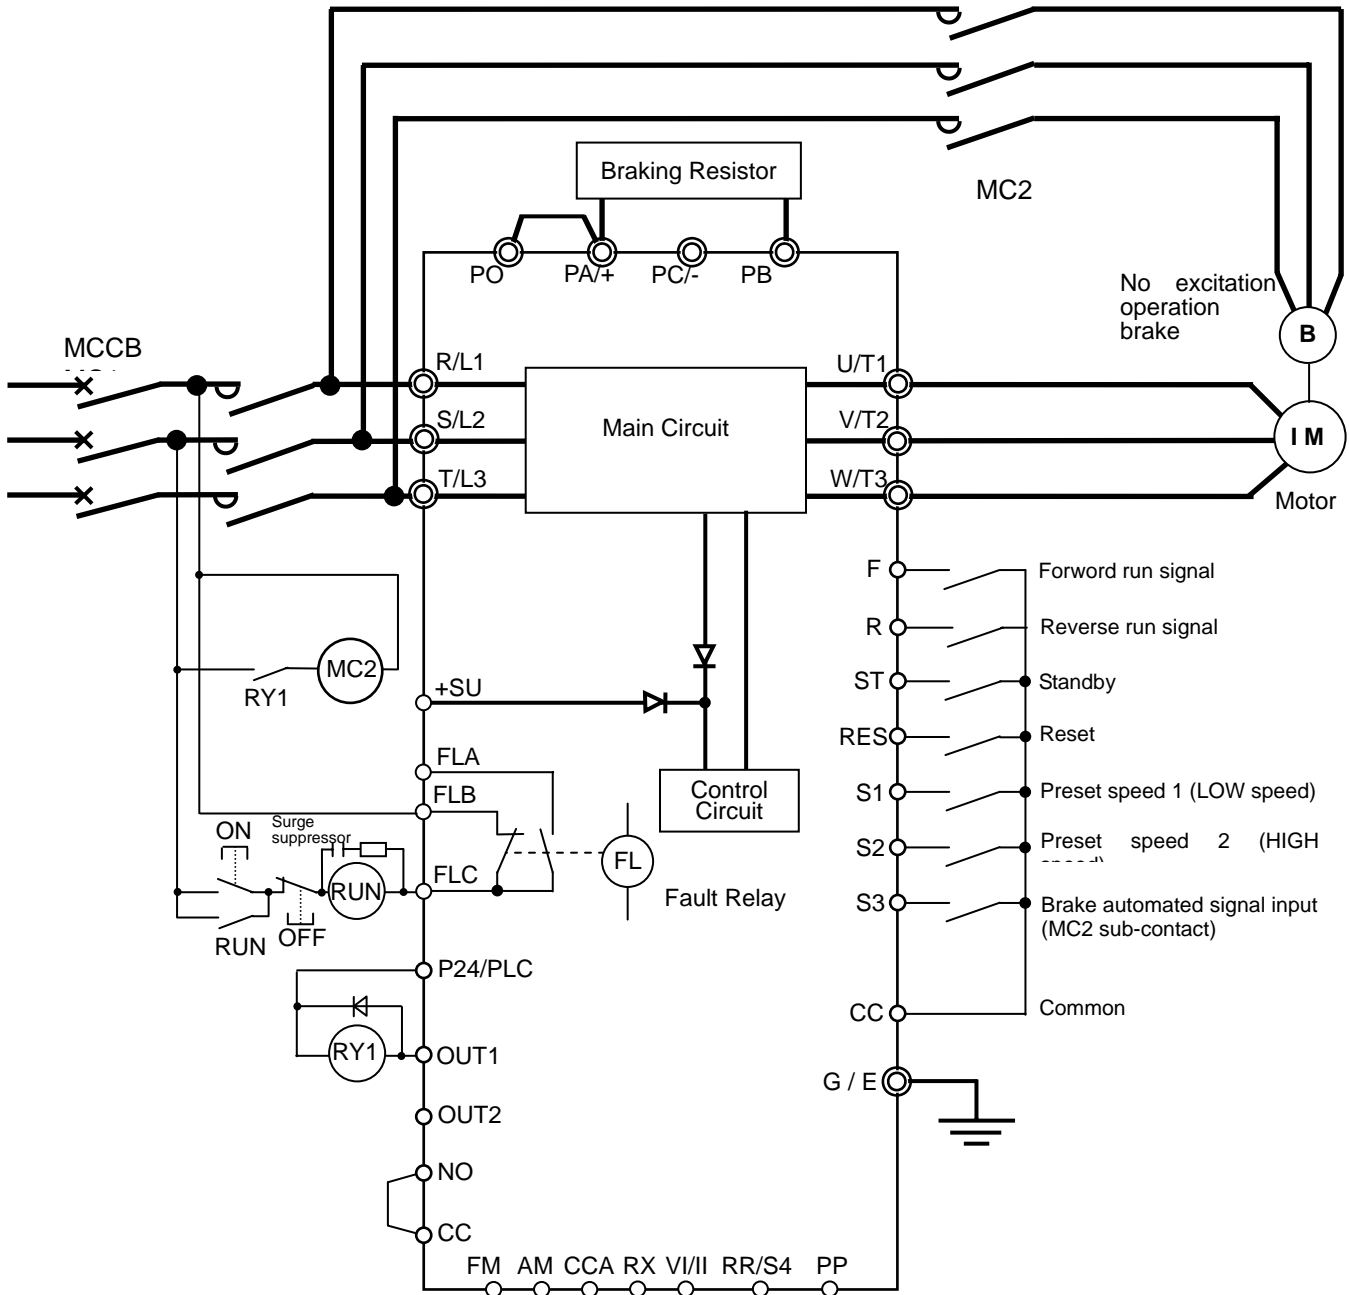 Braking Resistor
MC2
PO
PA/+
PC/-
PB
No excitation
operation
brake
B
MCCB
R/L1
S/L2
T/L3
Main Circuit
U/T1
V/T2
W/T3
I M
Motor
RY1
MC2
+SU
FLA
FLB
FLC
ON
Surge
suppressor
RUN
RUN
OFF
FL
Fault Relay
Control
Circuit
P24/PLC
RY1
OUT1
OUT2
NO
CC
F
Forword run signal
R
Reverse run signal
ST
Standby
RES
Reset
S1
Preset speed 1 (LOW speed)
S2
Preset speed 2 (HIGH
S3
Brake automated signal input
(MC2 sub-contact)
CC
Common
G / E
FM AM CCA RX VI/II RR/S4 PP